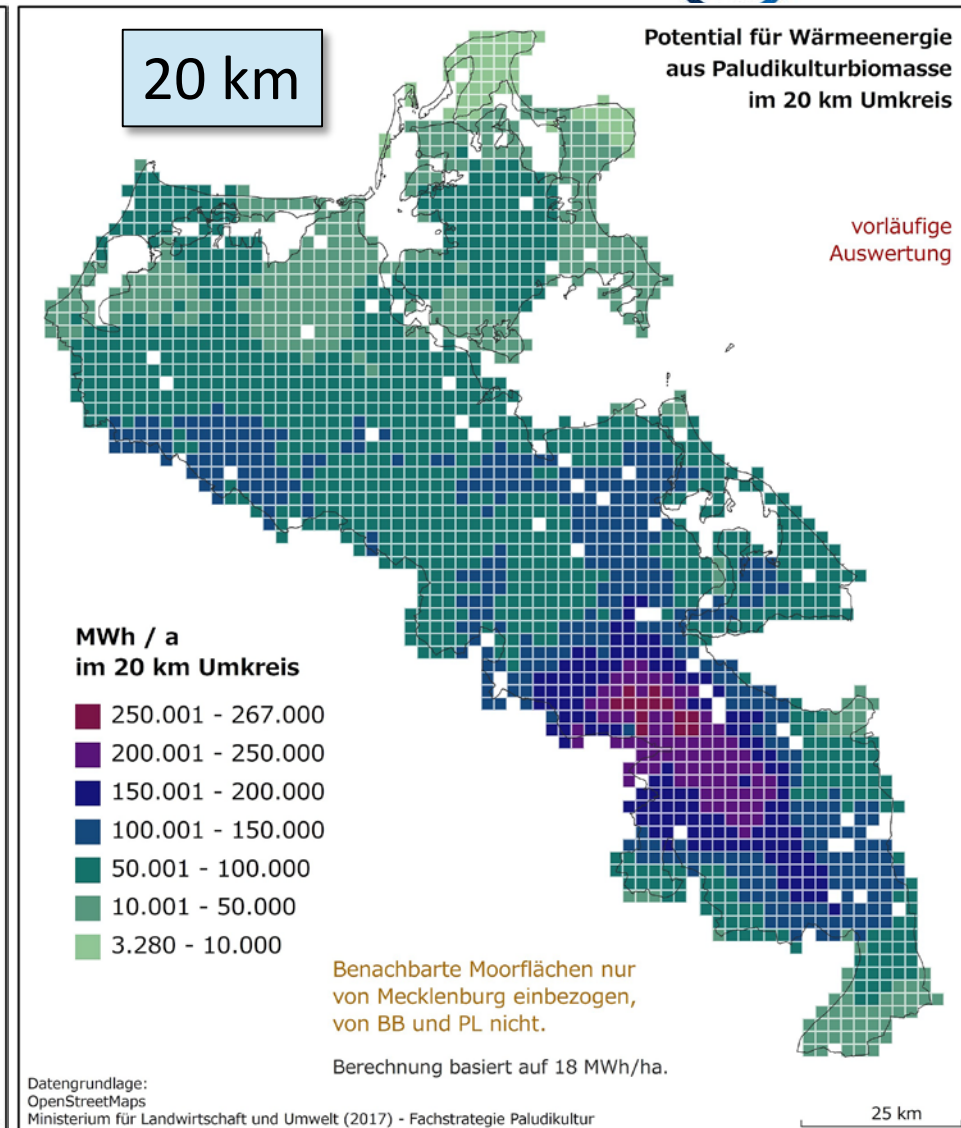 20 km
Potential für Wärmeenergie
aus Paludikulturbiomasse
im 20 km Umkreis
vorläufige
Auswertung
MWh / a
im 20 km Umkreis
250.001 - 267.000
200.001 - 250.000
150.001 - 200.000
100.001 - 150.000
50.001 - 100.000
10.001 - 50.000
3.280 - 10.000
Benachbarte Moorflächen nur
von Mecklenburg einbezogen,
von BB und PL nicht.
Berechnung basiert auf 18 MWh/ha.
Datengrundlage:
OpenStreetMaps
Ministerium für Landwirtschaft und Umwelt (2017) - Fachstrategie Paludikultur
25 km